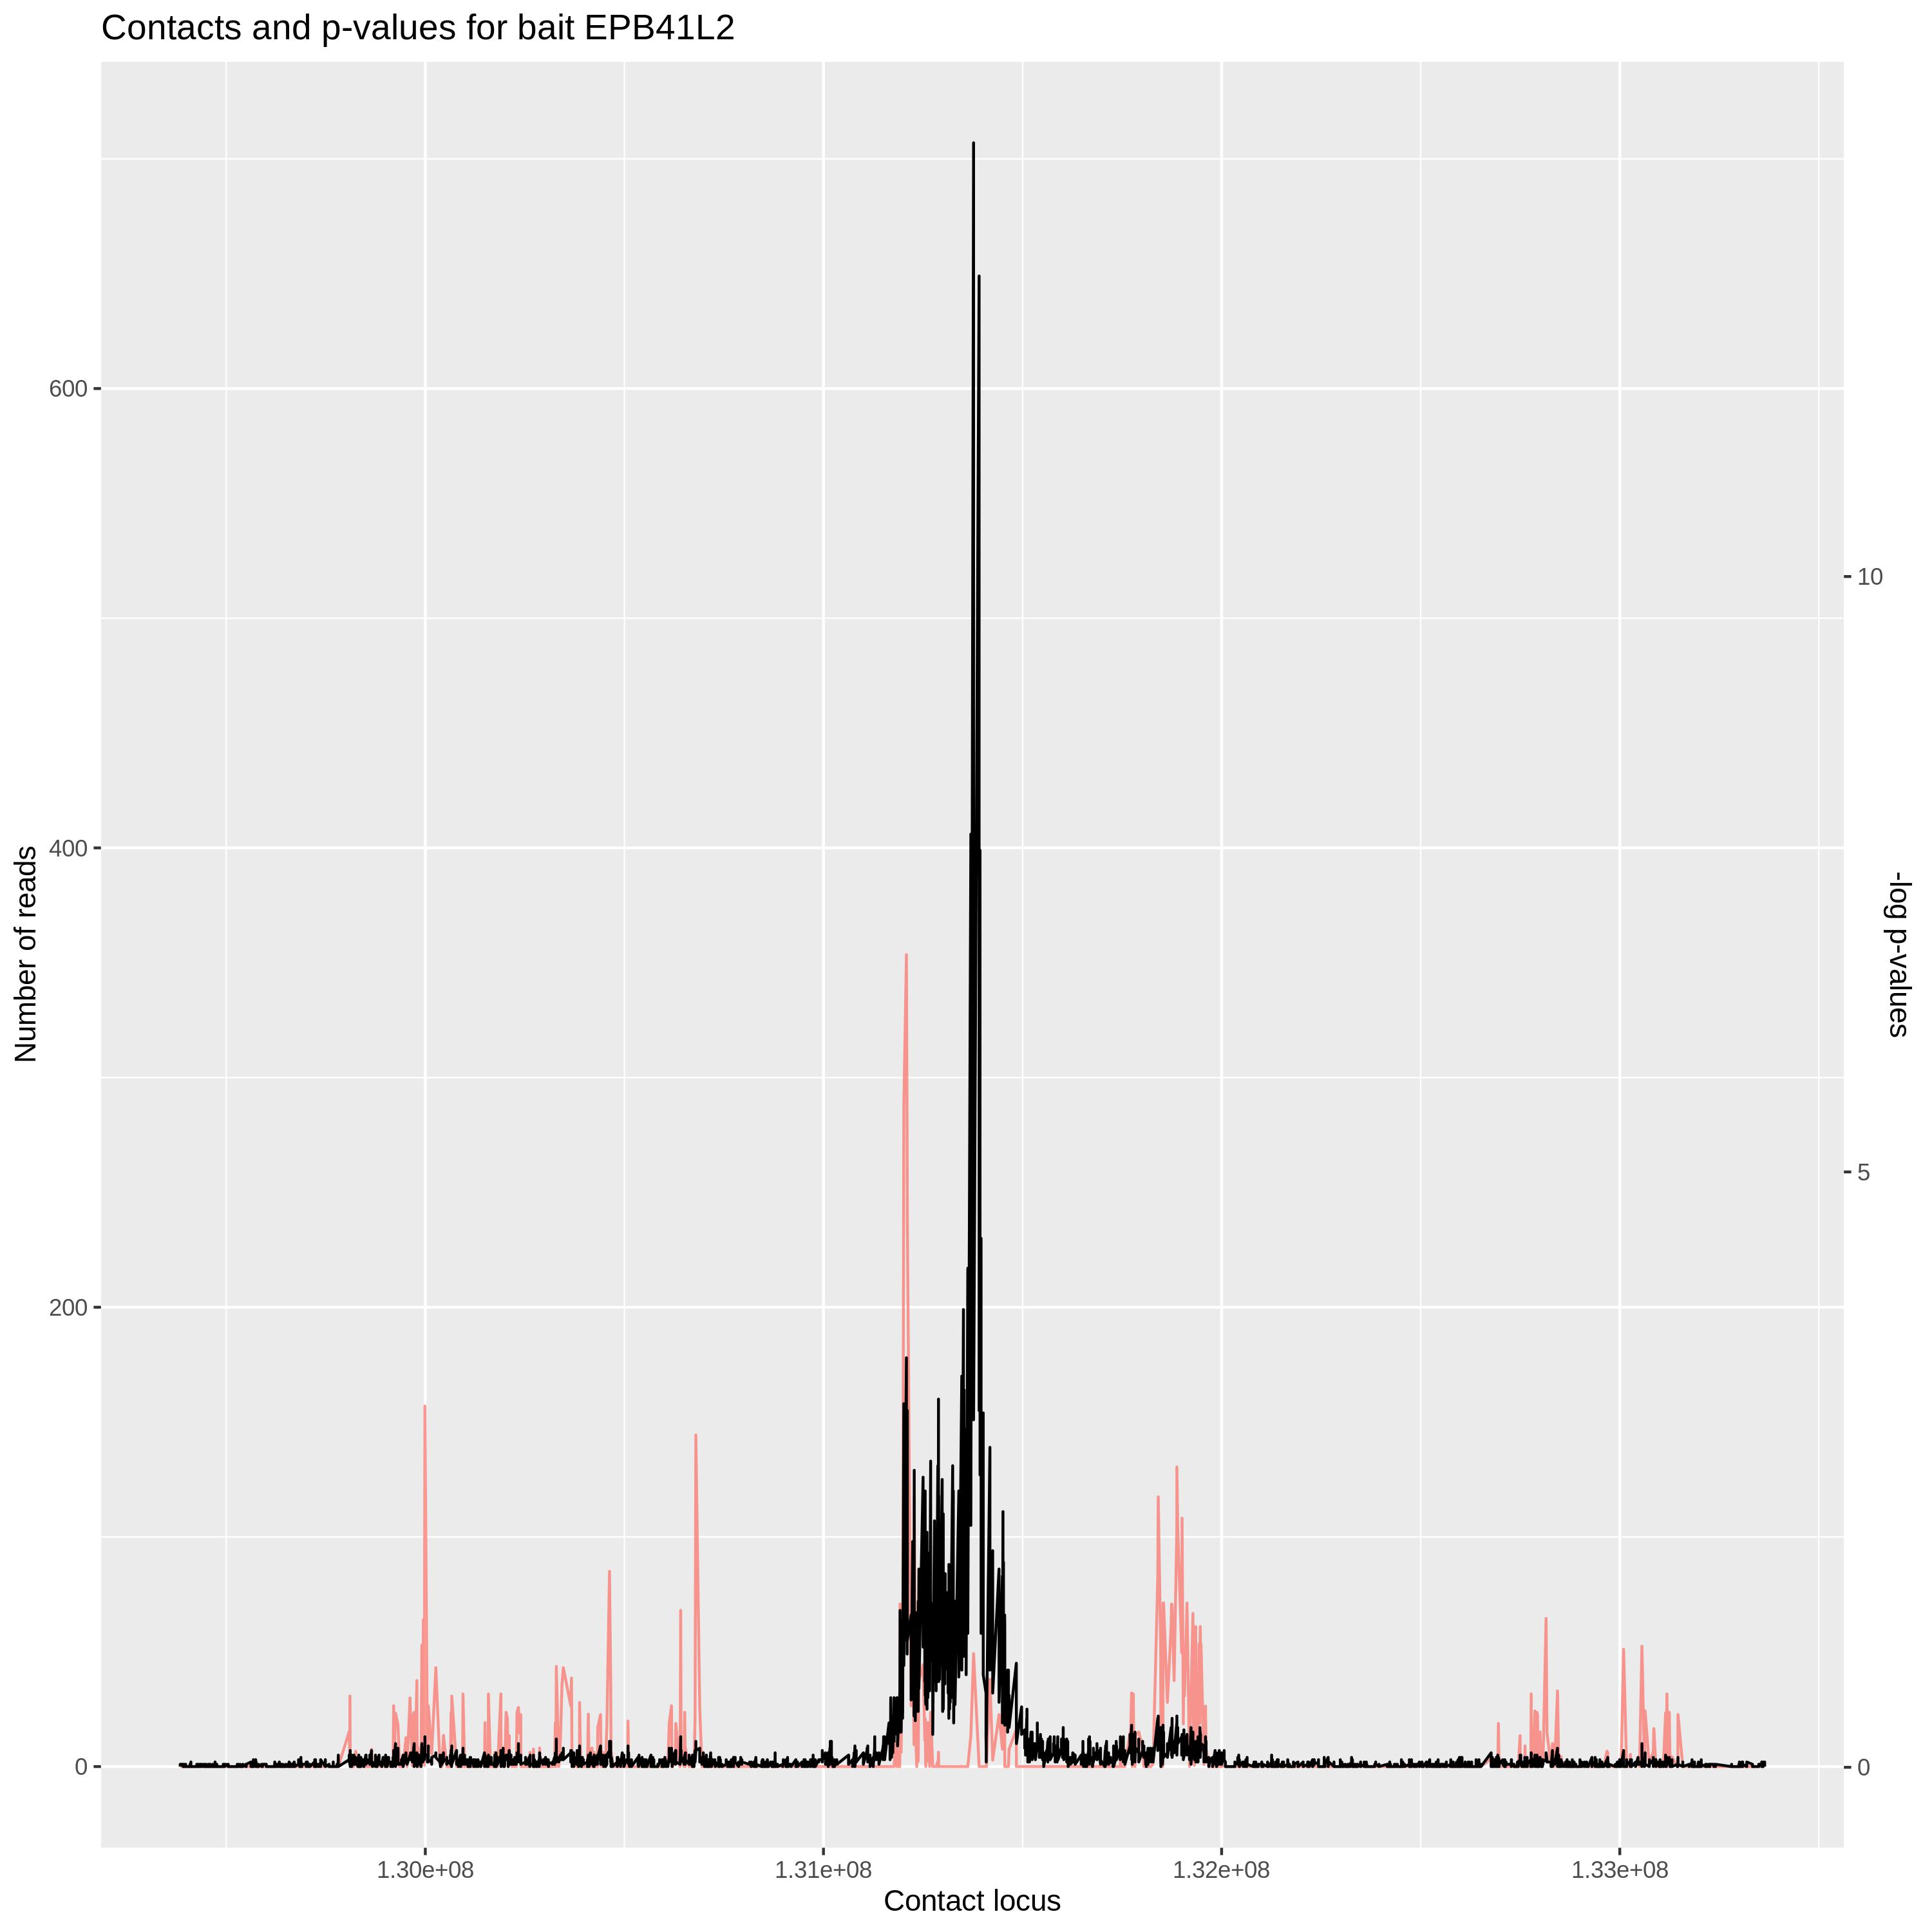 Contacts and p-values for bait EPB41L2
Number of reads
600
400
200
0
10
5
0
-log p-values
1.30e+08
1.31e+08
1.32e+08
1.33e+08
Contact locus